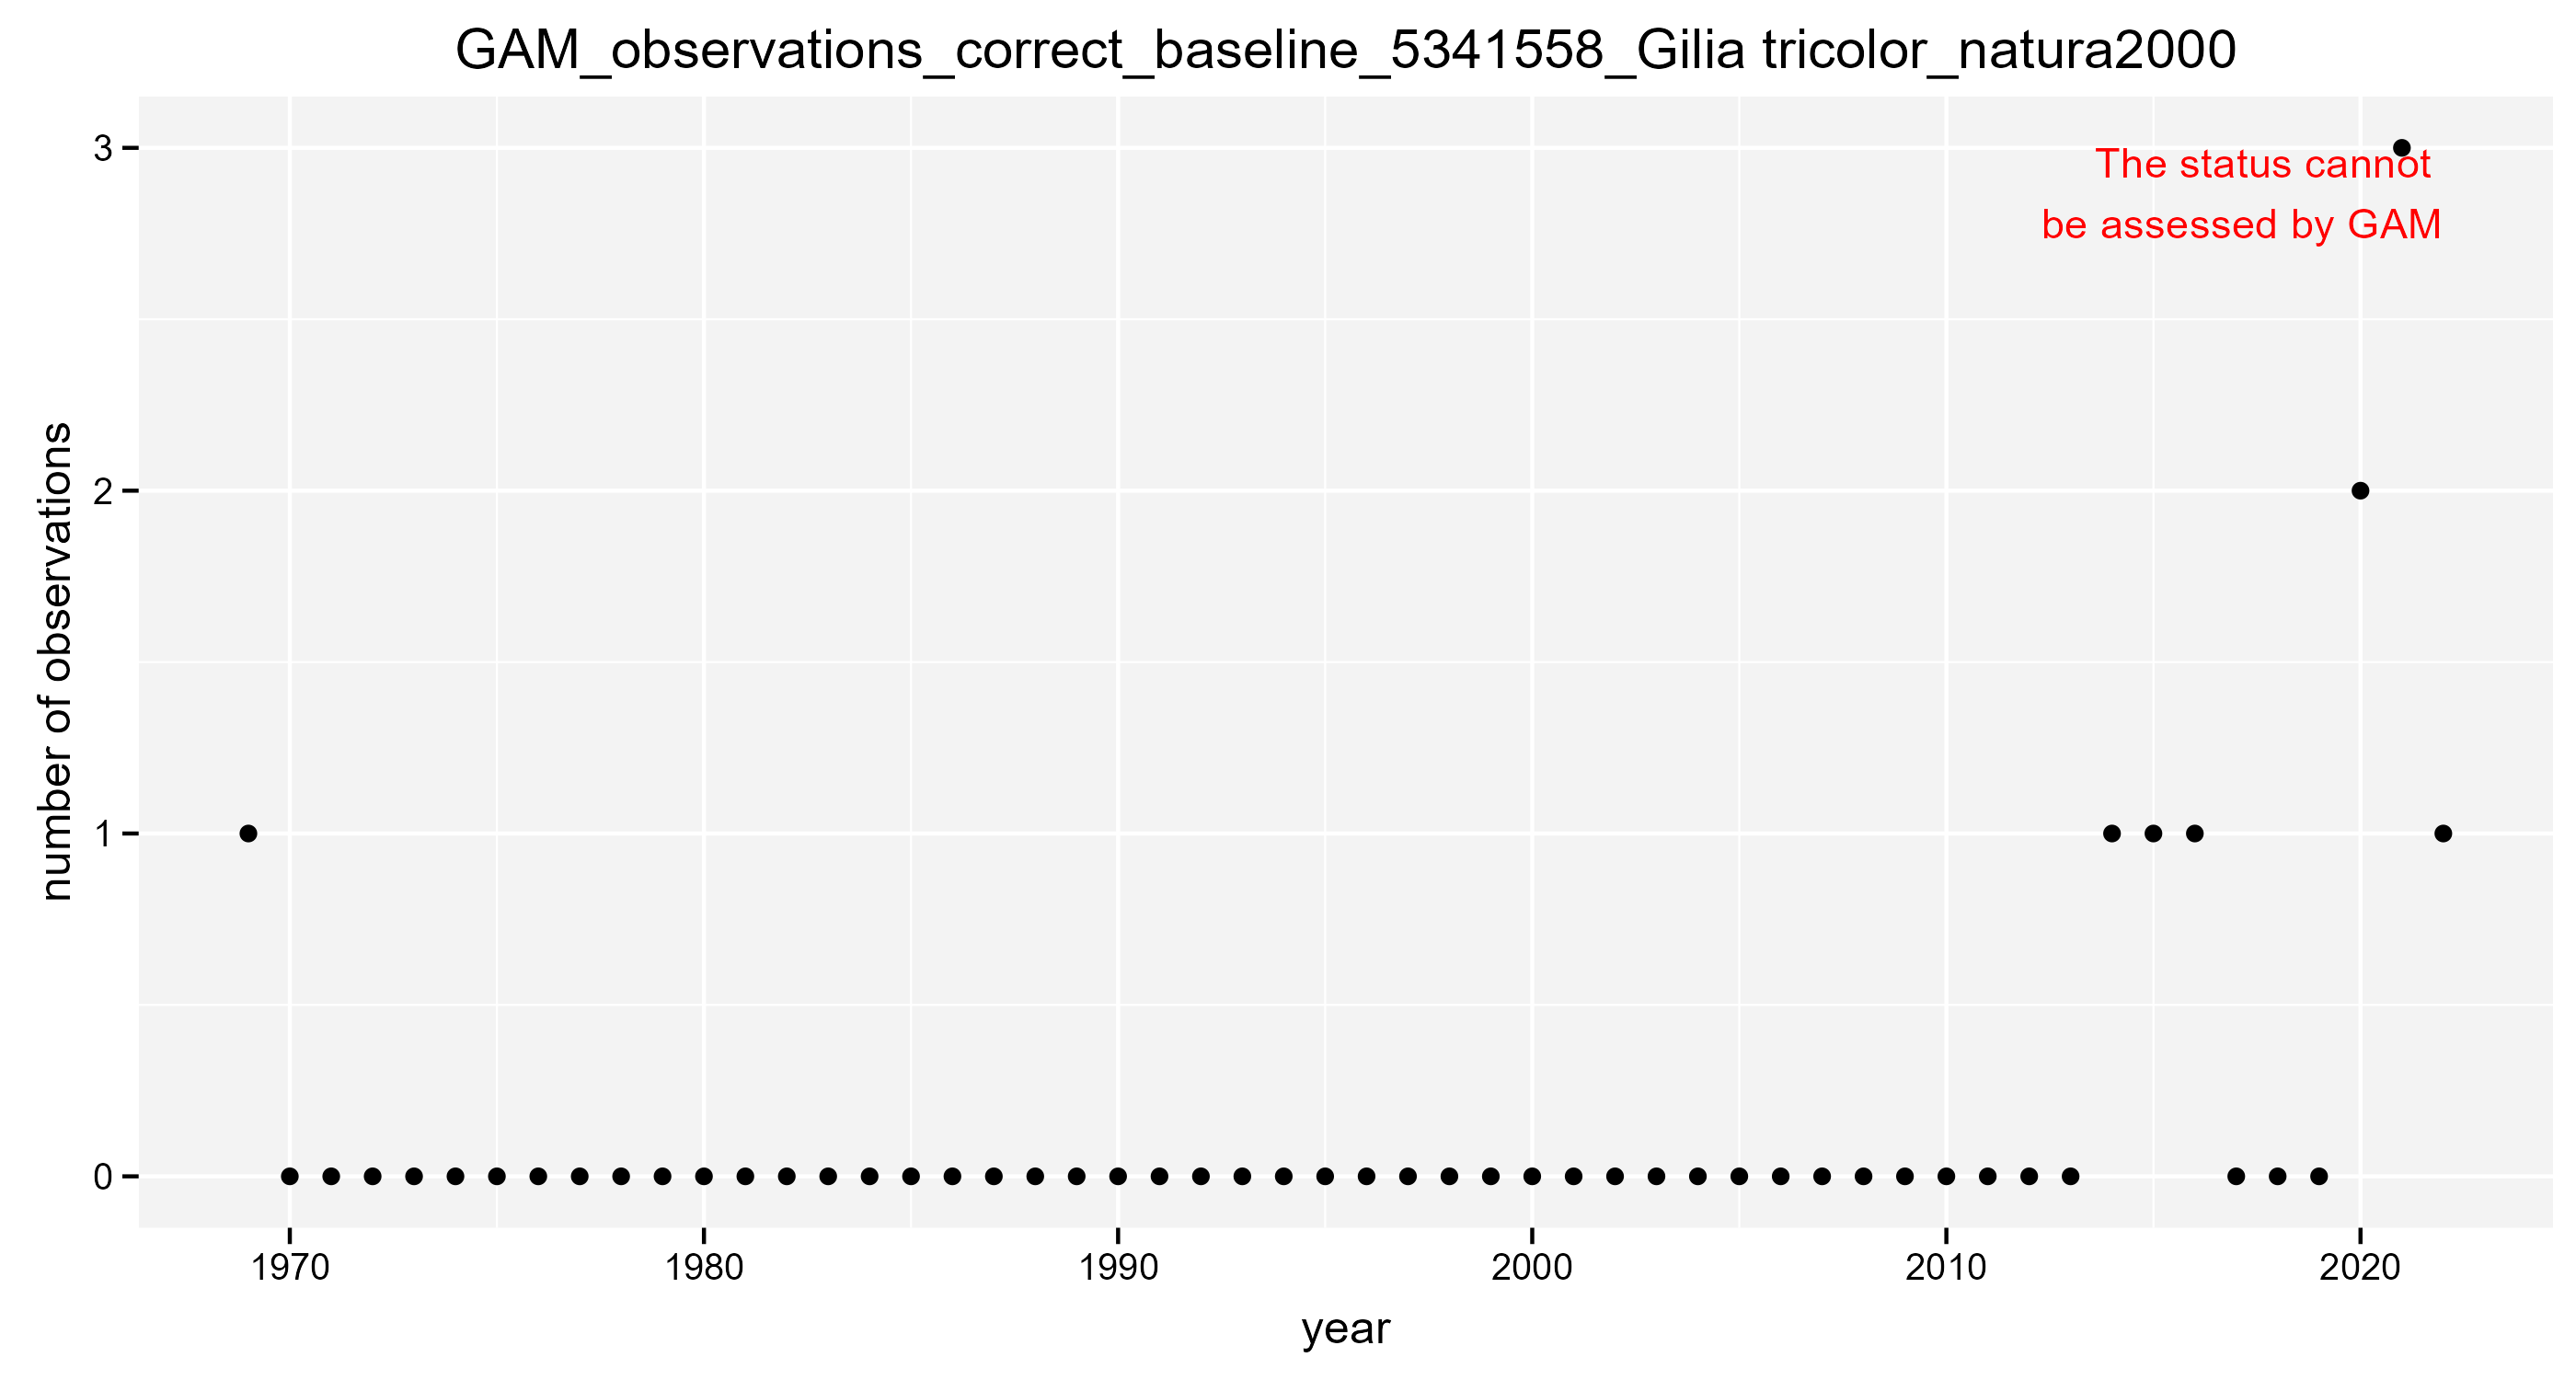 GAM_observations_correct_baseline_5341558_Gilia tricolor_natura2000
3
The status cannot
be assessed by GAM
number of observations
2
1
0
1970 1980 1990 2000 2010 2020
year